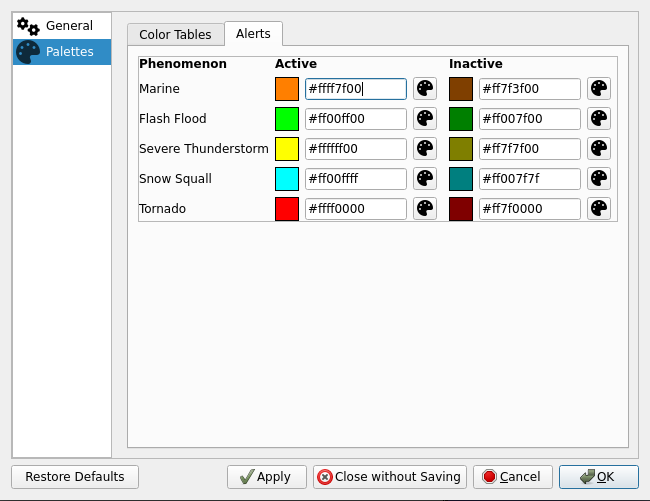 General
Palettes
Color Tables
Alerts
Phenomenon Active Inactive
Marine #ffff7f00 #ff7f3f00
Flash Flood #ff00ff00 #ff007f00
Severe Thunderstorm #ffffff00 #ff7f7f00
Snow Squall #ff00ffff #ff007f7f
Tornado #ffff0000 #ff7f0000
Restore Defaults Apply Close without Saving Cancel OK